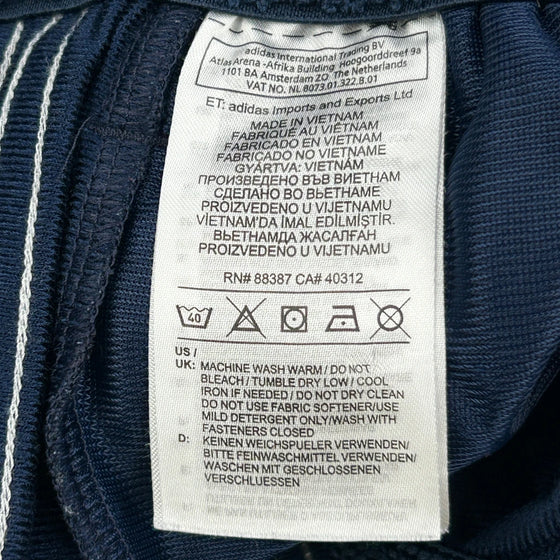 adidas International Trading BV
Atlas Arena -Afrika Building Hoogoorddreef 9a
1101 BA Amsterdam ZO The Netherlands
VAT NO. NL 8073.01.322.B.01
ET: adidas Imports and Exports Ltd
MADE IN VIETNAM
FABRIQUÉ AU VIETNAM
FABRICADO EN VIETNAM
FABRICADO NO VIETNAME
GYÁRTVA: VIETNÁM
ПРОИЗВЕДЕНО ВЪВ ВИЕТНАМ
СДЕЛАНО ВО ВЬЕТНАМЕ
PROIZVEDENO U VIJETNAMU
VİETNAM'DA İMAL EDİLMİŞTİR.
ВЬЕТНАМДА ЖАСАЛҒАН
PROIZVEDENO U VIJETNAMU
RN# 88387 CA# 40312
40
US /
UK: MACHINE WASH WARM / DO NOT
BLEACH / TUMBLE DRY LOW / COOL
IRON IF NEEDED / DO NOT DRY CLEAN
DO NOT USE FABRIC SOFTENER/USE
MILD DETERGENT ONLY/WASH WITH
FASTENERS CLOSED
D: KEINEN WEICHSPUELER VERWENDEN/
BITTE FEINWASCHMITTEL VERWENDEN/
WASCHEN MIT GESCHLOSSENEN
VERSCHLUESSEN